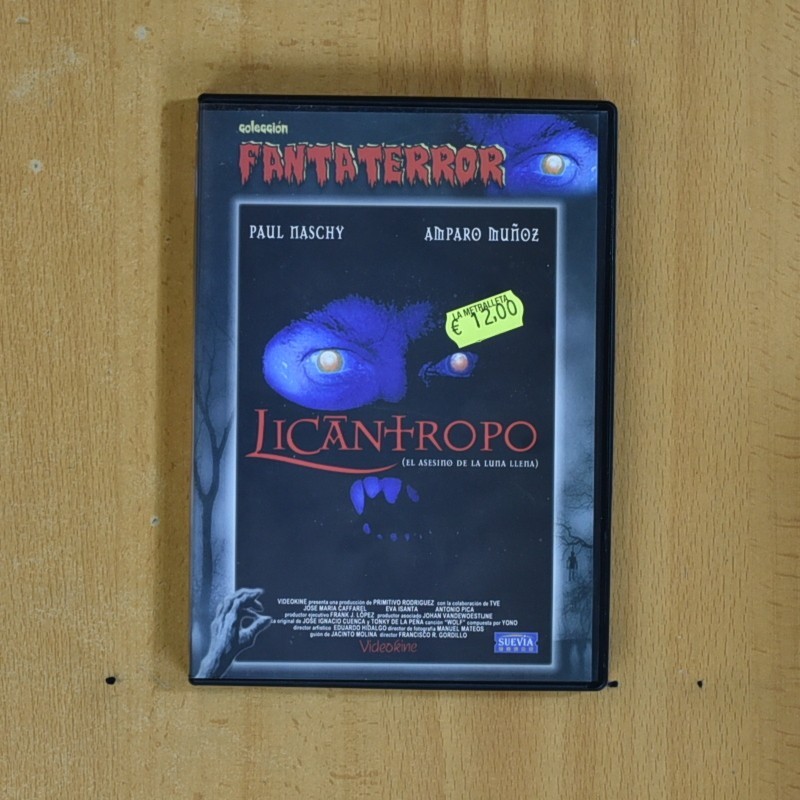 colección
FANTATERROR
PAUL NASCHY AMPARO MUÑOZ
LA METRALLETA
€ 12,00
LICANTROPO
(EL ASESINO DE LA LUNA LLENA)
VIDEOKINE presenta una producción de PRIMITIVO RODRIGUEZ con la colaboración de TVE
JOSE MARIA CAFFAREL EVA ISANTA ANTONIO PICA
productor ejecutivo FRANK J. LÓPEZ productor asociado JOHAN VANDEWOESTIJNE
a original de JOSE IGNACIO CUENCA y TONKY DE LA PEÑA canción "WOLF" compuesta por YONO
director artístico EDUARDO HIDALGO director de fotografía MANUEL MATEOS
guión de JACINTO MOLINA director FRANCISCO R. GORDILLO
Videokine
SUEVIA